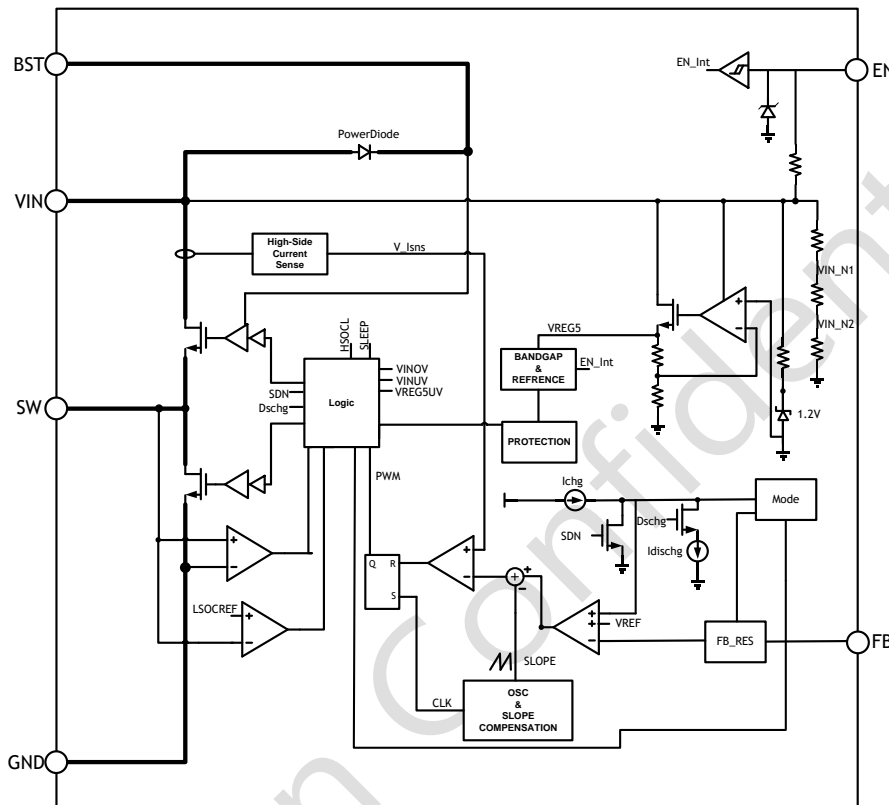 BST
EN_Int
EN
PowerDiode
VIN
High-Side
Current
Sense
V_Isns
VIN_N1
VIN_N2
VREG5
HSOCL
SLEEP
BANDGAP
&
REFRENCE
EN_Int
VINOV
VINUV
VREG5UV
SDN
Dschg
Logic
SW
1.2V
PROTECTION
PWM
Ichg
Mode
Dschg
SDN
Idischg
Q
R
S
LSOCREF
VREF
FB_RES
FB
SLOPE
OSC
&
SLOPE
COMPENSATION
CLK
GND
n Confident